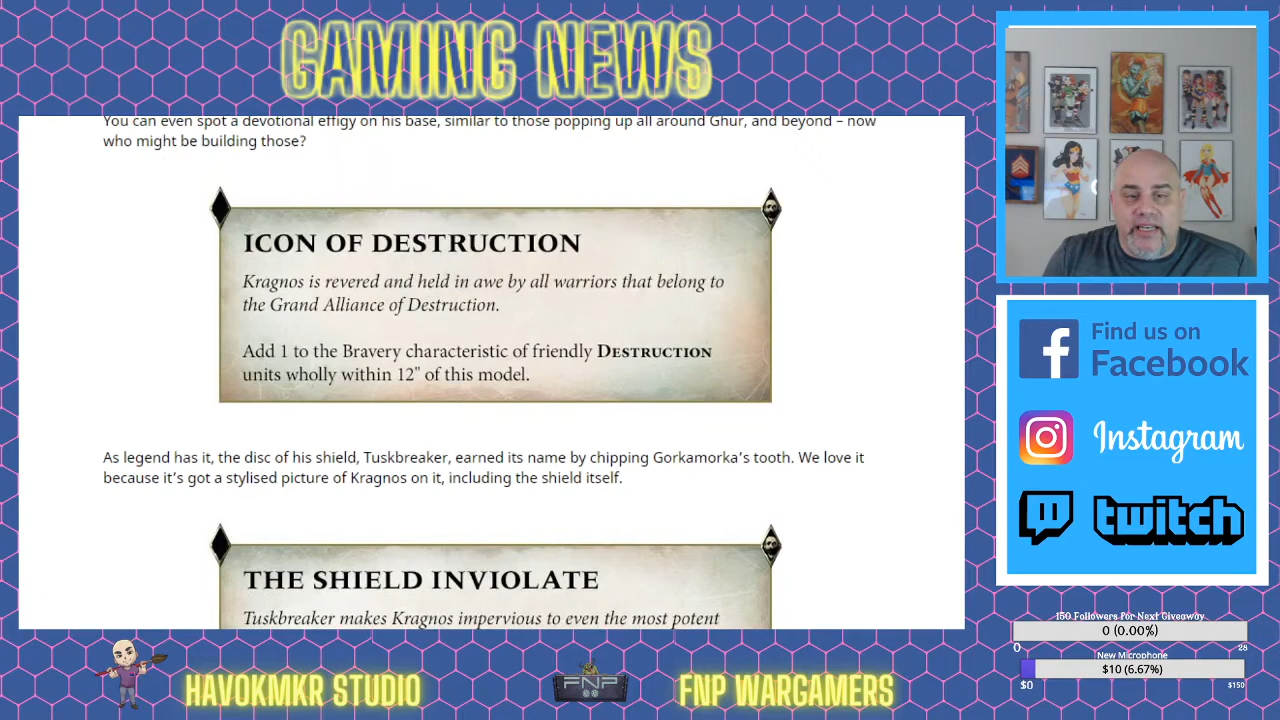 GAMING NEWS
You can even spot a devotional effigy on his base, similar to those popping up all around Ghur, and beyond – now
who might be building those?
ICON OF DESTRUCTION
Kragnos is revered and held in awe by all warriors that belong to
the Grand Alliance of Destruction.
Add 1 to the Bravery characteristic of friendly DESTRUCTION
units wholly within 12" of this model.
As legend has it, the disc of his shield, Tuskbreaker, earned its name by chipping Gorkamorka's tooth. We love it
because it's got a stylised picture of Kragnos on it, including the shield itself.
THE SHIELD INVIOLATE
Tuskbreaker makes Kragnos impervious to even the most potent
Find us on
Facebook
Instagram
twitch
150 Followers For Next Giveaway
0 (0.00%)
0
28
New Microphone
$10 (6.67%)
$0
$150
HAVOKMKR STUDIO
FNP
FNP WARGAMERS